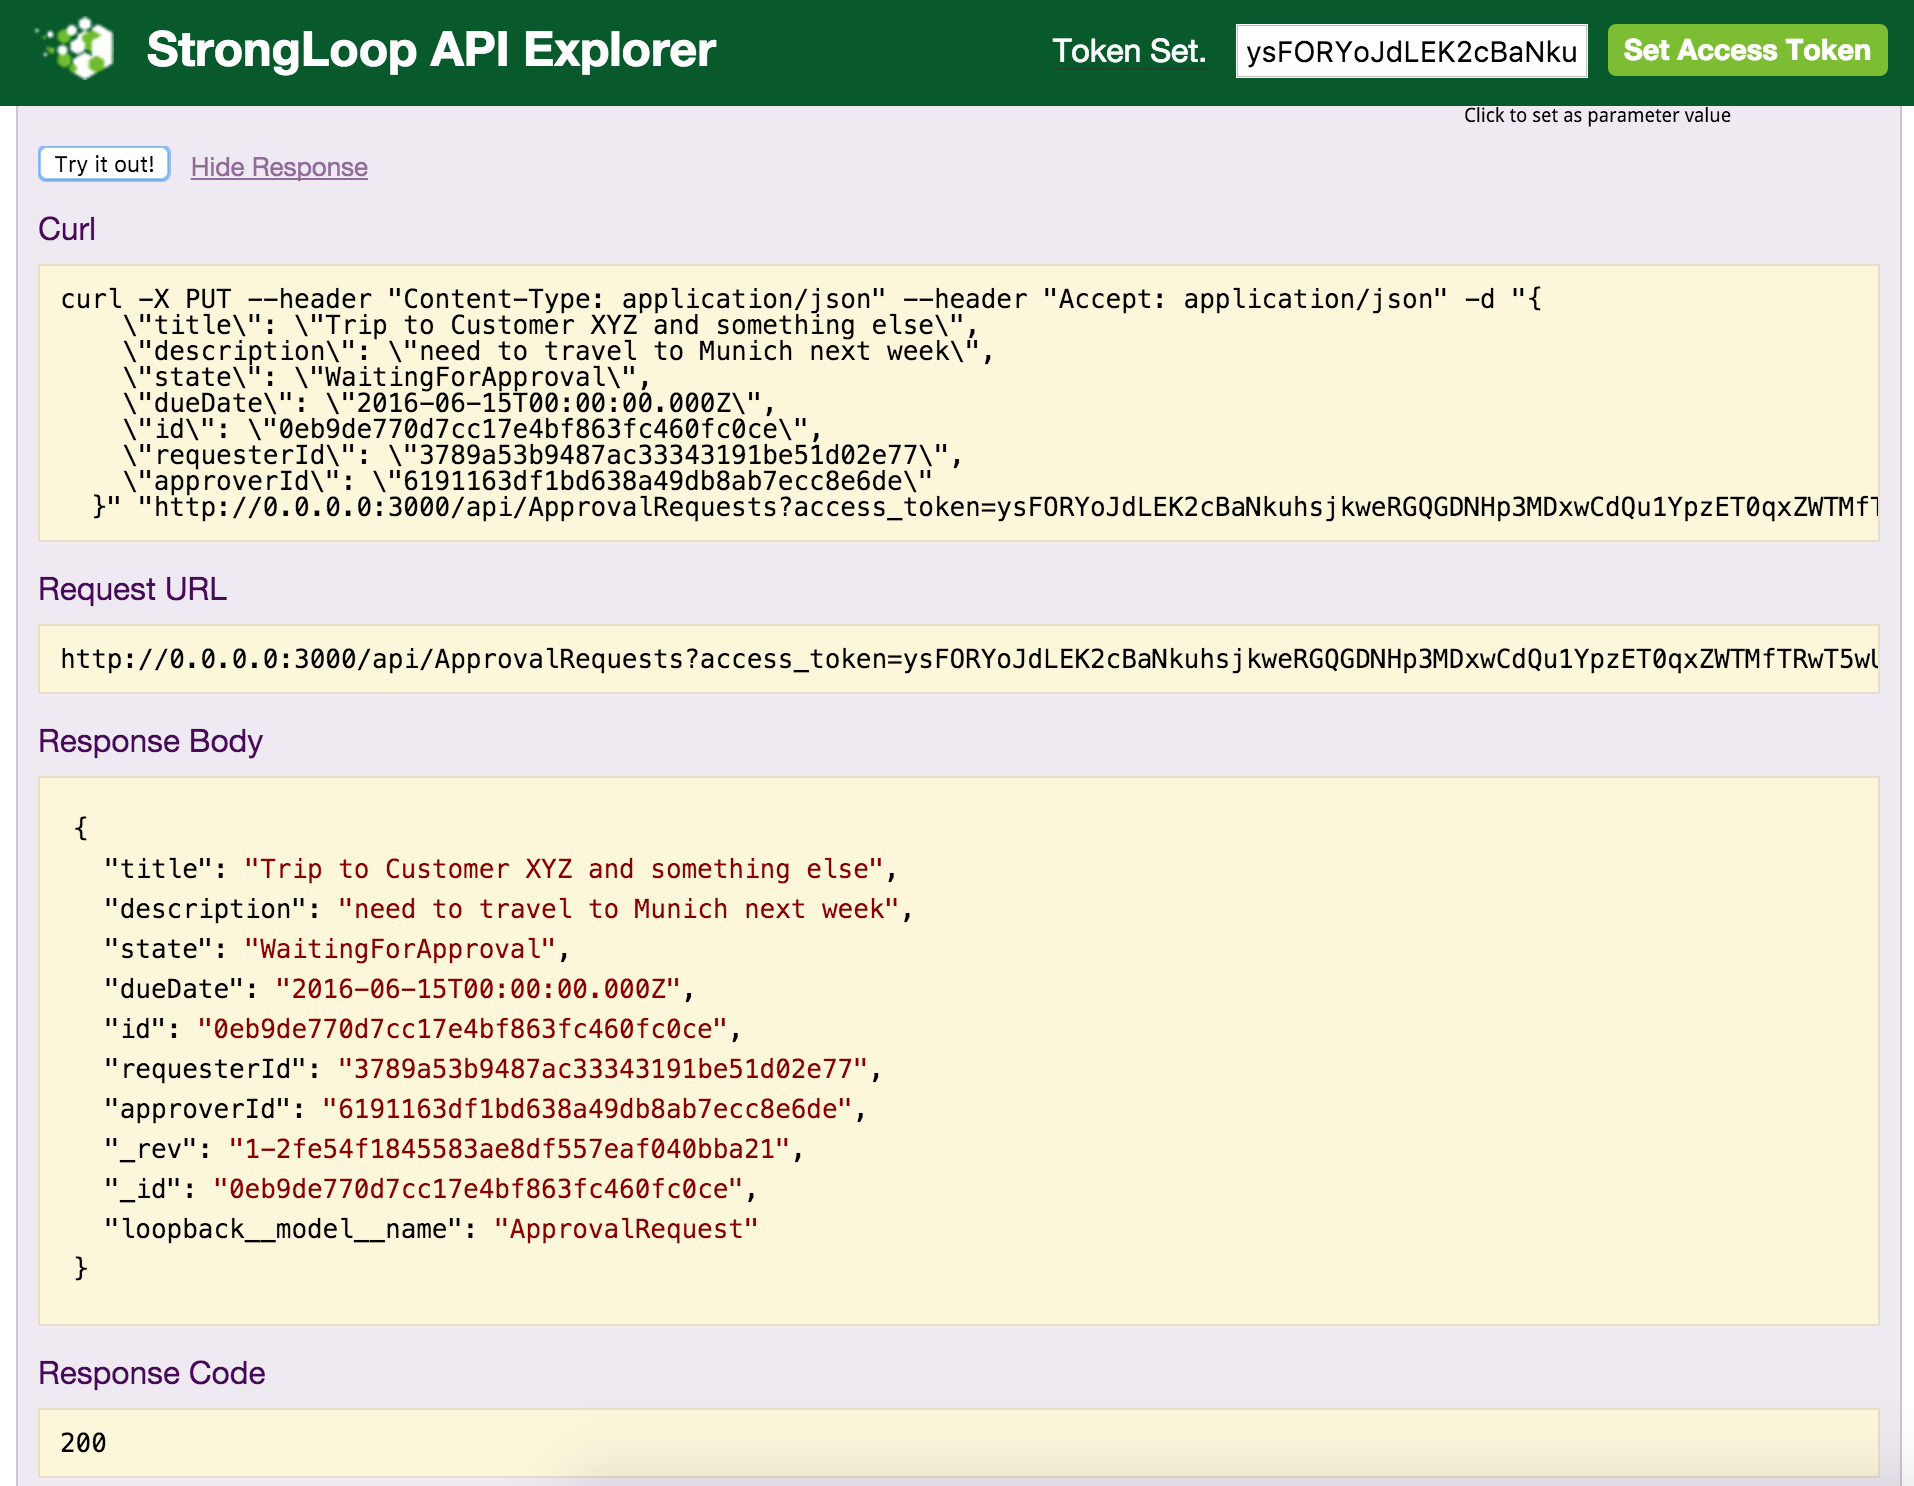 StrongLoop API Explorer Token Set. ysFORYoJdLEK2cBaNku Set Access Token
Click to set as parameter value
Try it out! Hide Response
Curl
curl -X PUT --header "Content-Type: application/json" --header "Accept: application/json" -d "{
\"title\": \"Trip to Customer XYZ and something else\",
\"description\": \"need to travel to Munich next week\",
\"state\": \"WaitingForApproval\",
\"dueDate\": \"2016-06-15T00:00:00.000Z\",
\"id\": \"0eb9de770d7cc17e4bf863fc460fc0ce\",
\"requesterId\": \"3789a53b9487ac33343191be51d02e77\",
\"approverId\": \"6191163df1bd638a49db8ab7ecc8e6de\"
}" "http://0.0.0.0:3000/api/ApprovalRequests?access_token=ysFORYoJdLEK2cBaNkuhsjkweRGQGDNHp3MDxwCdQu1YpzET0qxZWTMfT
Request URL
http://0.0.0.0:3000/api/ApprovalRequests?access_token=ysFORYoJdLEK2cBaNkuhsjkweRGQGDNHp3MDxwCdQu1YpzET0qxZWTMfTRwT5wU
Response Body
{
"title": "Trip to Customer XYZ and something else",
"description": "need to travel to Munich next week",
"state": "WaitingForApproval",
"dueDate": "2016-06-15T00:00:00.000Z",
"id": "0eb9de770d7cc17e4bf863fc460fc0ce",
"requesterId": "3789a53b9487ac33343191be51d02e77",
"approverId": "6191163df1bd638a49db8ab7ecc8e6de",
"_rev": "1-2fe54f1845583ae8df557eaf040bba21",
"_id": "0eb9de770d7cc17e4bf863fc460fc0ce",
"loopback__model__name": "ApprovalRequest"
}
Response Code
200